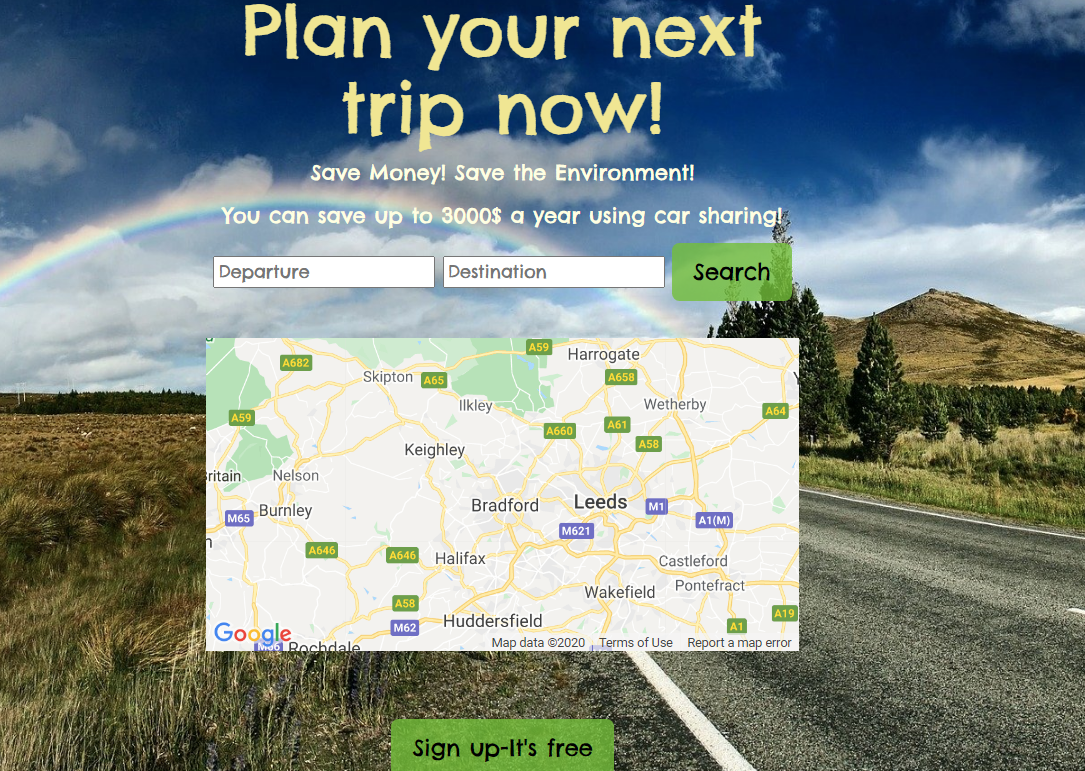 Plan your next
trip now!
Save Money! Save the Environment!
You can save up to 3000$ a year using car sharing!
Departure
Destination
Search
A59
Harrogate
A682
Skipton
A65
A658
Ilkley
Wetherby
A59
A64
A660
A61
A58
Keighley
Nelson
Bradford
Leeds
M1
Burnley
M65
A1(M)
M621
A646
A646
Halifax
Castleford
Pontefract
Wakefield
A58
A19
M62
Huddersfield
A1
Google
Rochdale
Map data ©2020
Terms of Use
Report a map error
Sign up-It's free